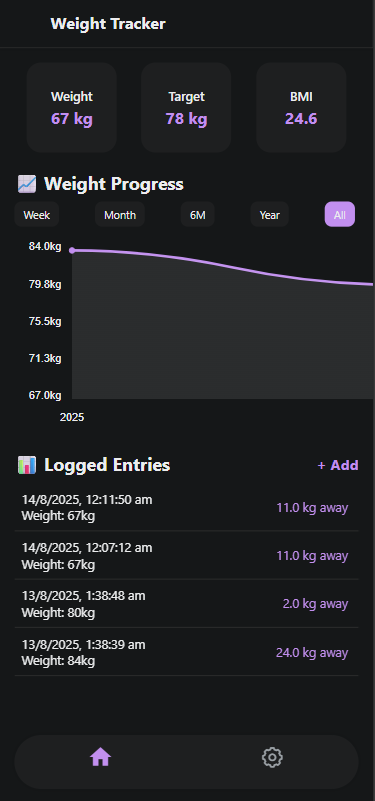 Weight Tracker
Weight
67 kg
Target
78 kg
BMI
24.6
Weight Progress
Week
Month
6M
Year
All
84.0kg
79.8kg
75.5kg
71.3kg
67.0kg
2025
Logged Entries
+ Add
14/8/2025, 12:11:50 am
Weight: 67kg
11.0 kg away
14/8/2025, 12:07:12 am
Weight: 67kg
11.0 kg away
13/8/2025, 1:38:48 am
Weight: 80kg
2.0 kg away
13/8/2025, 1:38:39 am
Weight: 84kg
24.0 kg away